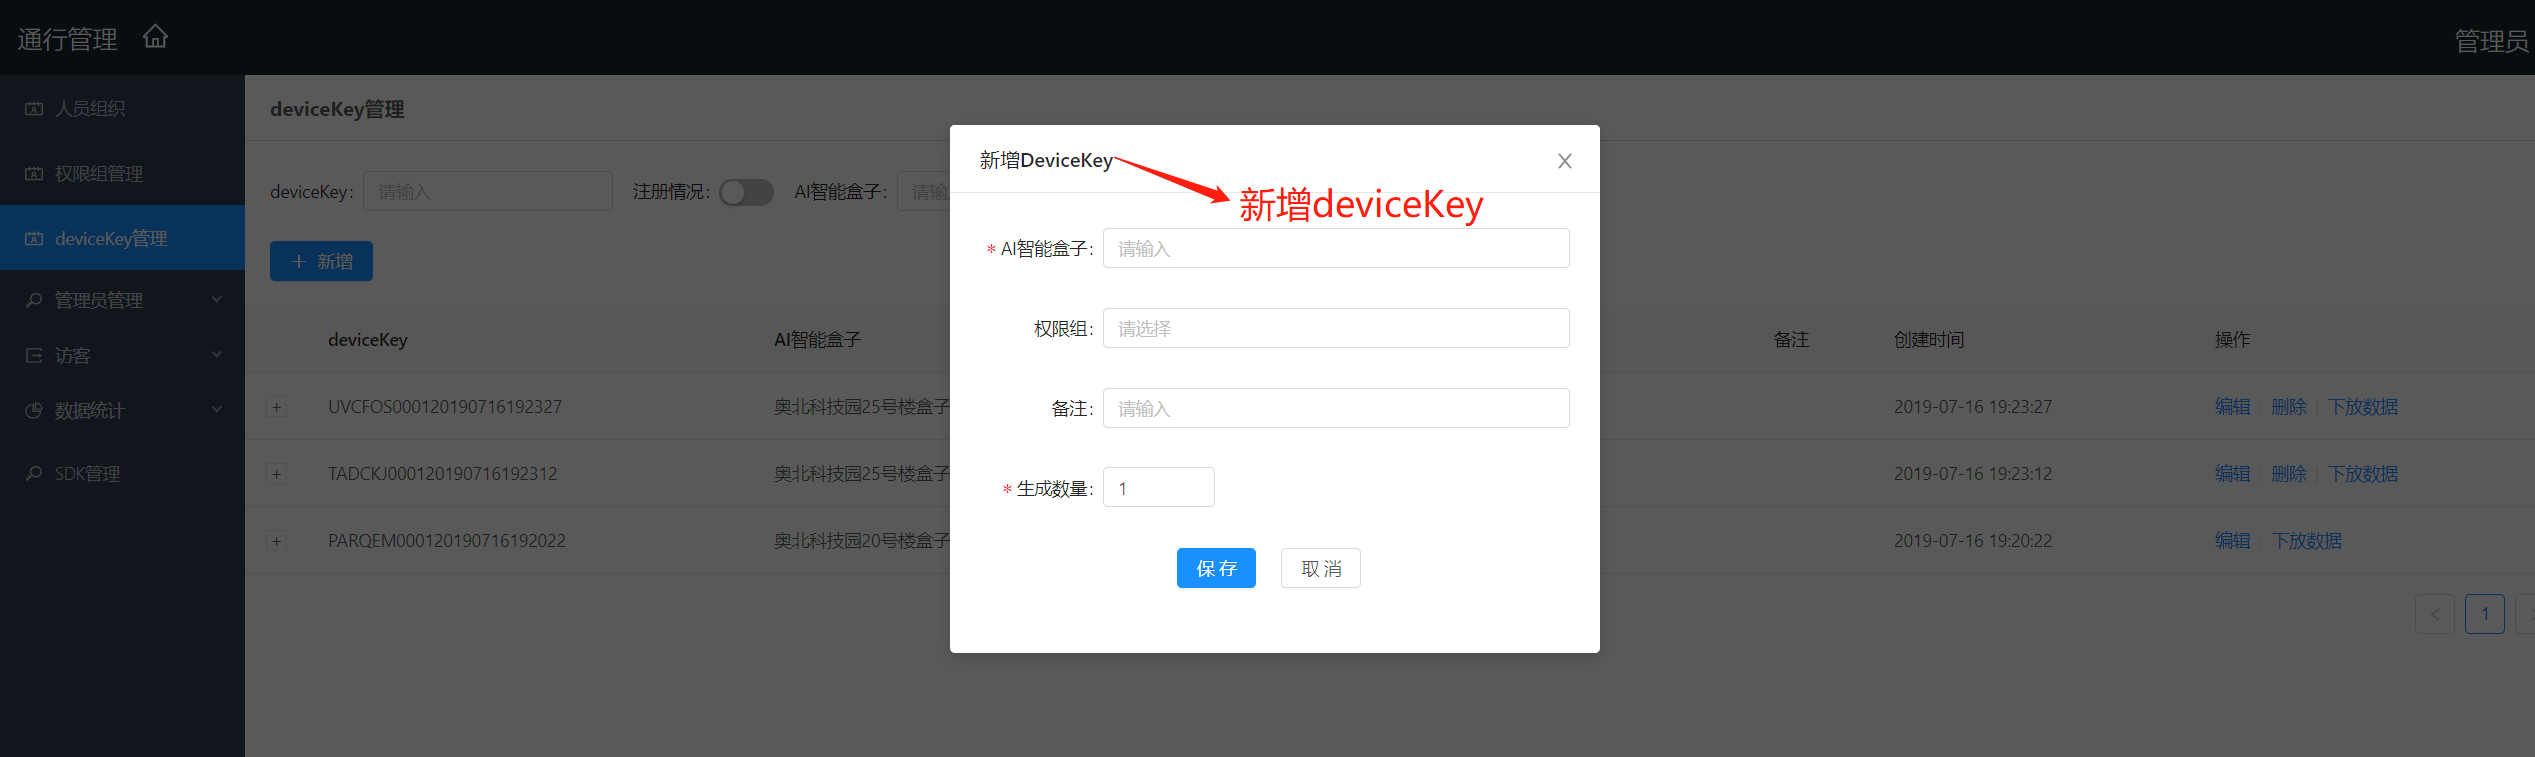 通行管理
管理员
人员组织
权限组管理
deviceKey管理
管理员管理
访客
数据统计
SDK管理
deviceKey管理
deviceKey: 请输入 注册情况: AI智能盒子: 请输
+ 新增
deviceKey AI智能盒子 备注 创建时间 操作
+ UVCFOS000120190716192327 奥北科技园25号楼盒子 2019-07-16 19:23:27 编辑 删除 下放数据
+ TADCKJ000120190716192312 奥北科技园25号楼盒子 2019-07-16 19:23:12 编辑 删除 下放数据
+ PARQEM000120190716192022 奥北科技园20号楼盒子 2019-07-16 19:20:22 编辑 下放数据
< 1
新增DeviceKey X
新增deviceKey
* AI智能盒子: 请输入
权限组: 请选择
备注: 请输入
* 生成数量: 1
保存 取消